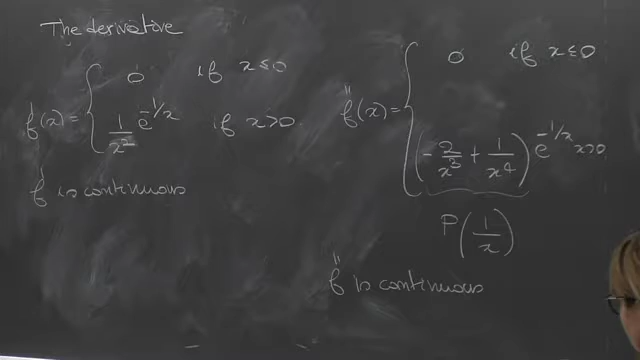 The derivative
f'(x) = { 0 if x ≤ 0
1/x² e^{-1/x} if x>0
f' is continuous
f''(x) = { 0 if x ≤ 0
(-2/x³ + 1/x⁴) e^{-1/x} x>0
P(1/x)
f'' is continuous